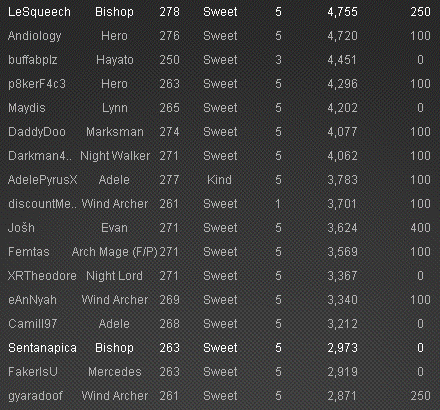 LeSqueech Bishop 278 Sweet 5 4,755 250
Andiology Hero 276 Sweet 5 4,720 100
buffabplz Hayato 250 Sweet 3 4,451 0
p8kerF4c3 Hero 263 Sweet 5 4,296 100
Maydis Lynn 265 Sweet 5 4,202 0
DaddyDoo Marksman 274 Sweet 5 4,077 100
Darkman4.. Night Walker 271 Sweet 5 4,062 100
AdelePyrusX Adele 277 Kind 5 3,783 100
discountMe.. Wind Archer 261 Sweet 1 3,701 100
Jošh Evan 271 Sweet 5 3,624 400
Femtas Arch Mage (F/P) 271 Sweet 5 3,569 100
XRTheodore Night Lord 271 Sweet 5 3,367 0
eAnNyah Wind Archer 269 Sweet 5 3,340 100
Camill97 Adele 268 Sweet 5 3,212 0
Sentanapica Bishop 263 Sweet 5 2,973 0
FakerIsU Mercedes 263 Sweet 5 2,919 0
gyaradoof Wind Archer 261 Sweet 5 2,871 250